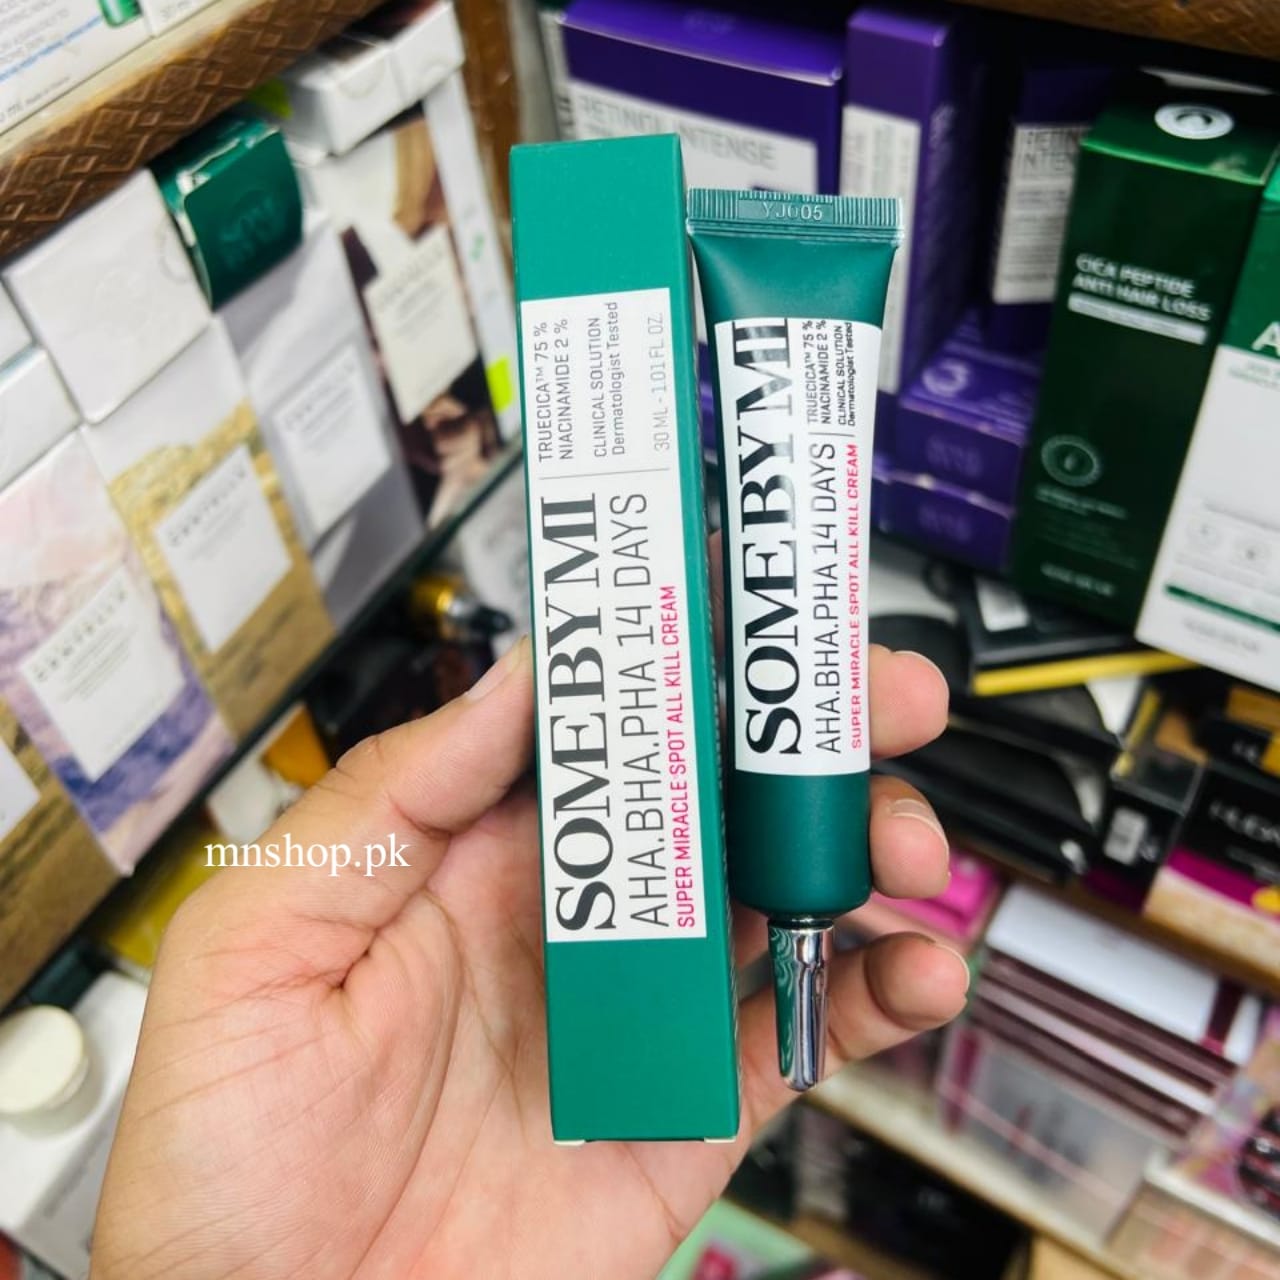 SOMEBYMI
AHA.BHA.PHA 14 DAYS
SUPER MIRACLE SPOT ALL KILL CREAM
TRUECICA™ 75 %
NIACINAMIDE 2 %
CLINICAL SOLUTION
Dermatologist Tested
30 ML - 1.01 FL OZ.
YJ005
SOMEBYMI
AHA.BHA.PHA 14 DAYS
SUPER MIRACLE SPOT ALL KILL CREAM
TRUECICA™ 75 %
NIACINAMIDE 2 %
CLINICAL SOLUTION
Dermatologist Tested
mnshop.pk
RETINOL INTENSE
CICA PEPTIDE
ANTI HAIR LOSS